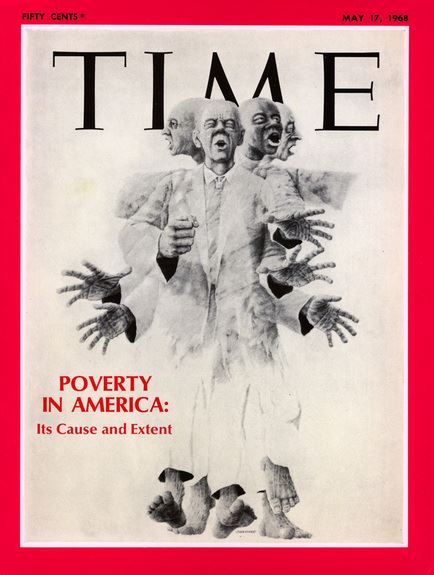 FIFTY CENTS*
MAY 17, 1968
TIME
POVERTY
IN AMERICA:
Its Cause and Extent